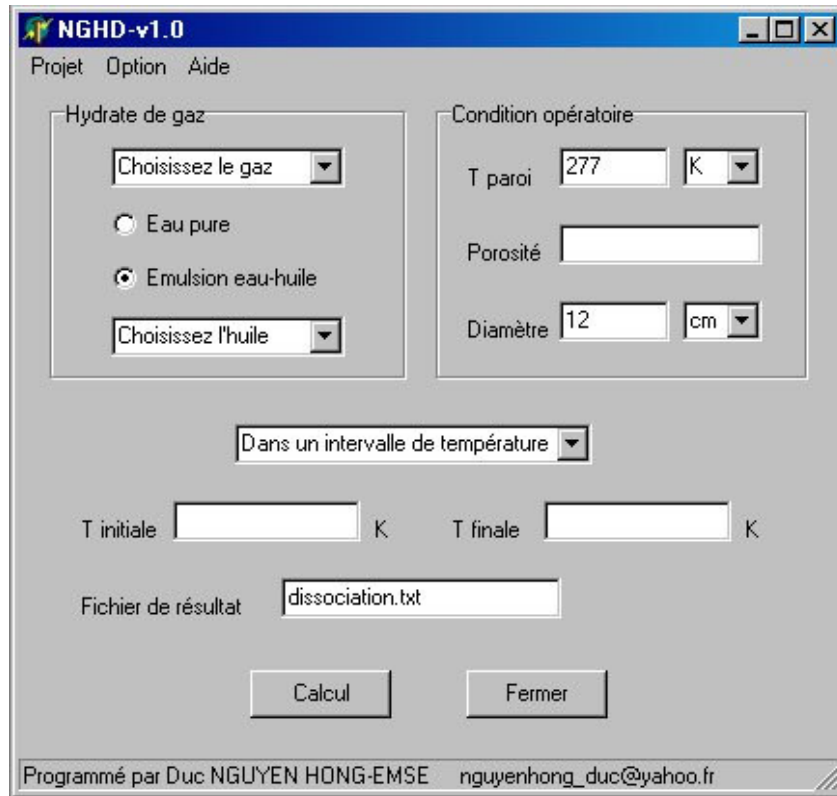 NGHD-v1.0
Projet Option Aide
Hydrate de gaz
Choisissez le gaz
Eau pure
Emulsion eau-huile
Choisissez l'huile
Condition opératoire
T paroi 277 K
Porosité
Diamètre 12 cm
Dans un intervalle de température
T initiale K T finale K
Fichier de résultat dissociation.txt
Calcul Fermer
Programmé par Duc NGUYEN HONG-EMSE nguyenhong_duc@yahoo.fr